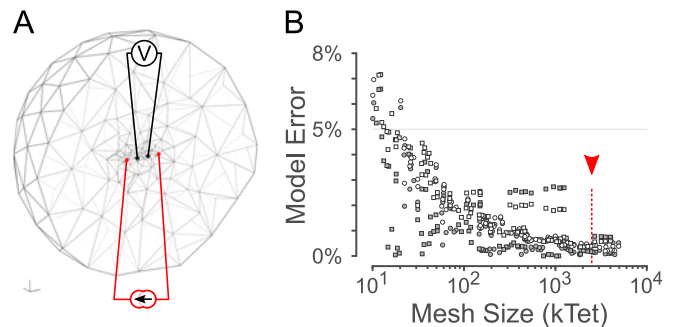 A
V
B
8%
5%
0%
Model Error
10^1
10^2
10^3
10^4
Mesh Size (kTet)